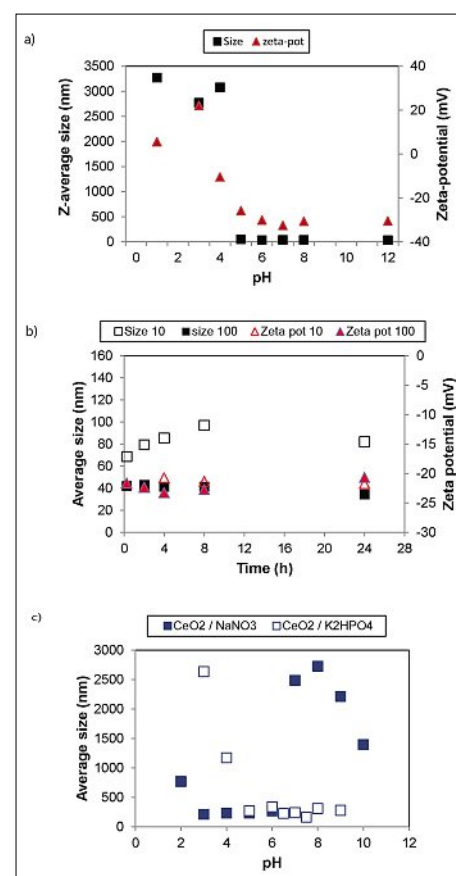 a)
Size zeta-pot
3500
3000
2500
2000
1500
1000
500
0
Z-average size (nm)
40
20
0
-20
-40
Zeta-potential (mV)
0 2 4 6 8 10 12
pH
b)
Size 10 size 100 Zeta pot 10 Zeta pot 100
160
140
120
100
80
60
40
20
0
Average size (nm)
0
-5
-10
-15
-20
-25
-30
Zeta potential (mV)
0 4 8 12 16 20 24 28
Time (h)
c)
CeO2 / NaNO3 CeO2 / K2HPO4
3000
2500
2000
1500
1000
500
0
Average size (nm)
0 2 4 6 8 10 12
pH